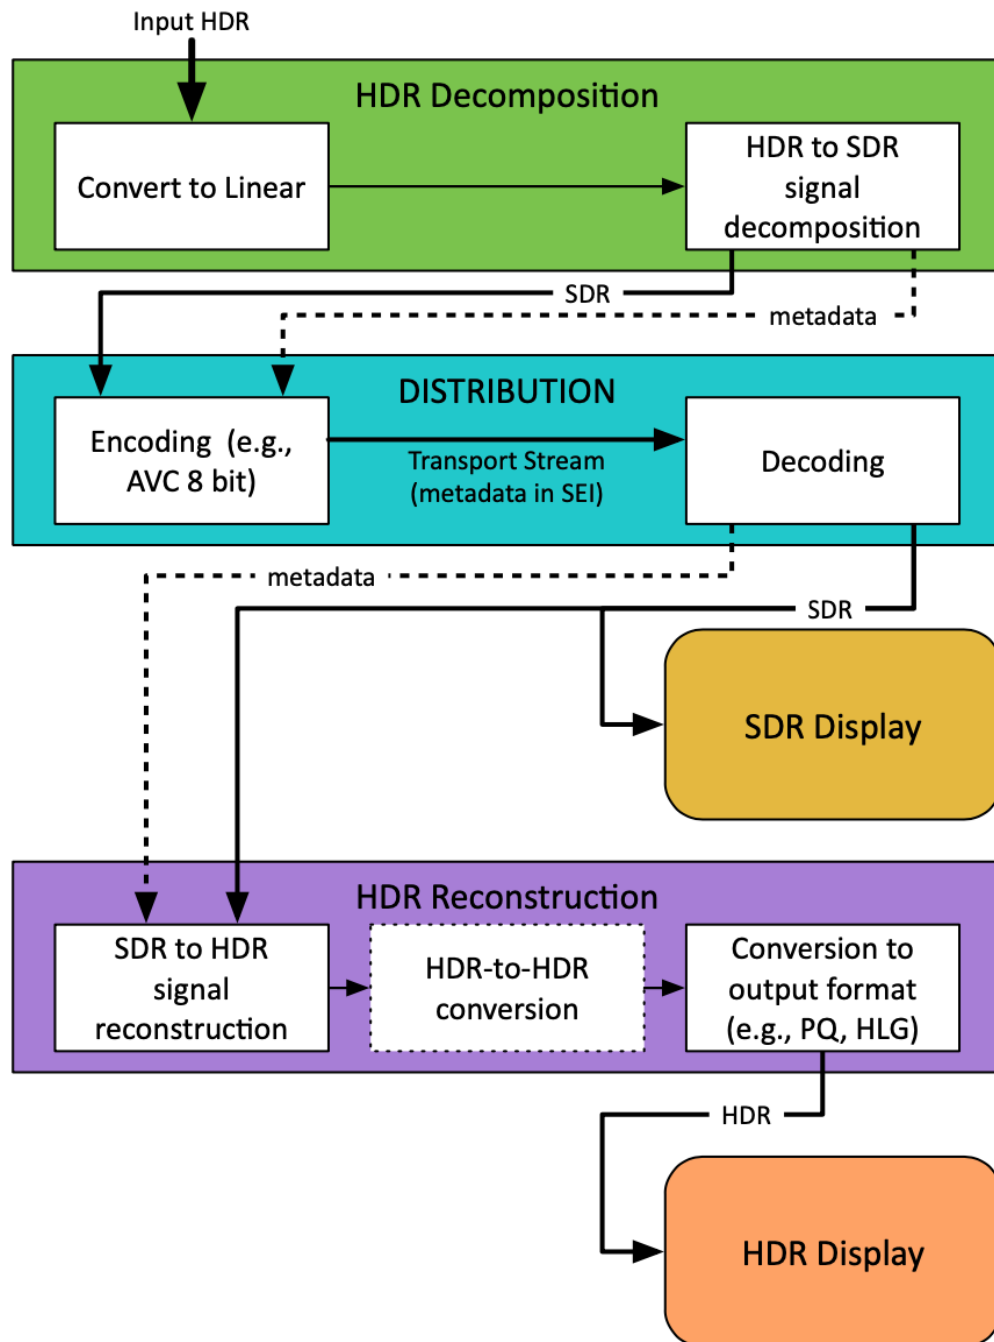 Input HDR
HDR Decomposition
Convert to Linear
HDR to SDR
signal
decomposition
SDR
metadata
DISTRIBUTION
Encoding (e.g.,
AVC 8 bit)
Transport Stream
(metadata in SEI)
Decoding
metadata
SDR
SDR Display
HDR Reconstruction
SDR to HDR
signal
reconstruction
HDR-to-HDR
conversion
Conversion to
output format
(e.g., PQ, HLG)
HDR
HDR Display